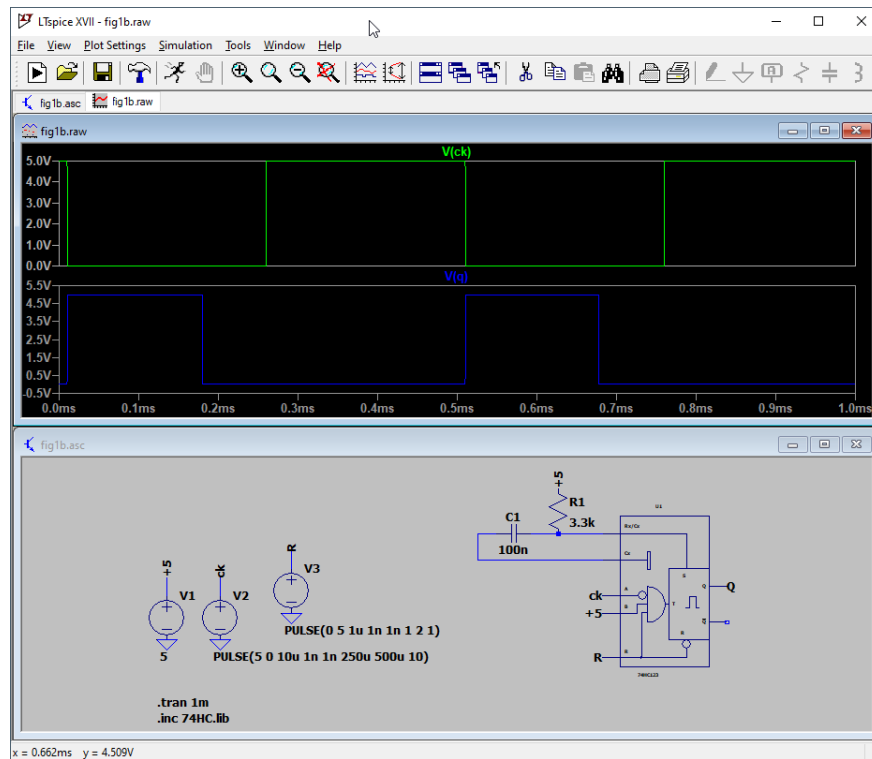 LTspice XVII - fig1b.raw
File View Plot Settings Simulation Tools Window Help
fig1b.asc fig1b.raw
fig1b.raw
V(ck)
5.0V
4.0V
3.0V
2.0V
1.0V
0.0V
V(q)
5.5V
4.5V
3.5V
2.5V
1.5V
0.5V
-0.5V
0.0ms 0.1ms 0.2ms 0.3ms 0.4ms 0.5ms 0.6ms 0.7ms 0.8ms 0.9ms 1.0ms
fig1b.asc
+5
R1
3.3k
C1
100n
U1
Rx/Cx
Cx
A
B
R
ck
+5
R
T
Q
Q
Q
74HC123
+5
V1
5
ck
V2
PULSE(5 0 10u 1n 1n 250u 500u 10)
R
V3
PULSE(0 5 1u 1n 1n 1 2 1)
.tran 1m
.inc 74HC.lib
x = 0.662ms y = 4.509V